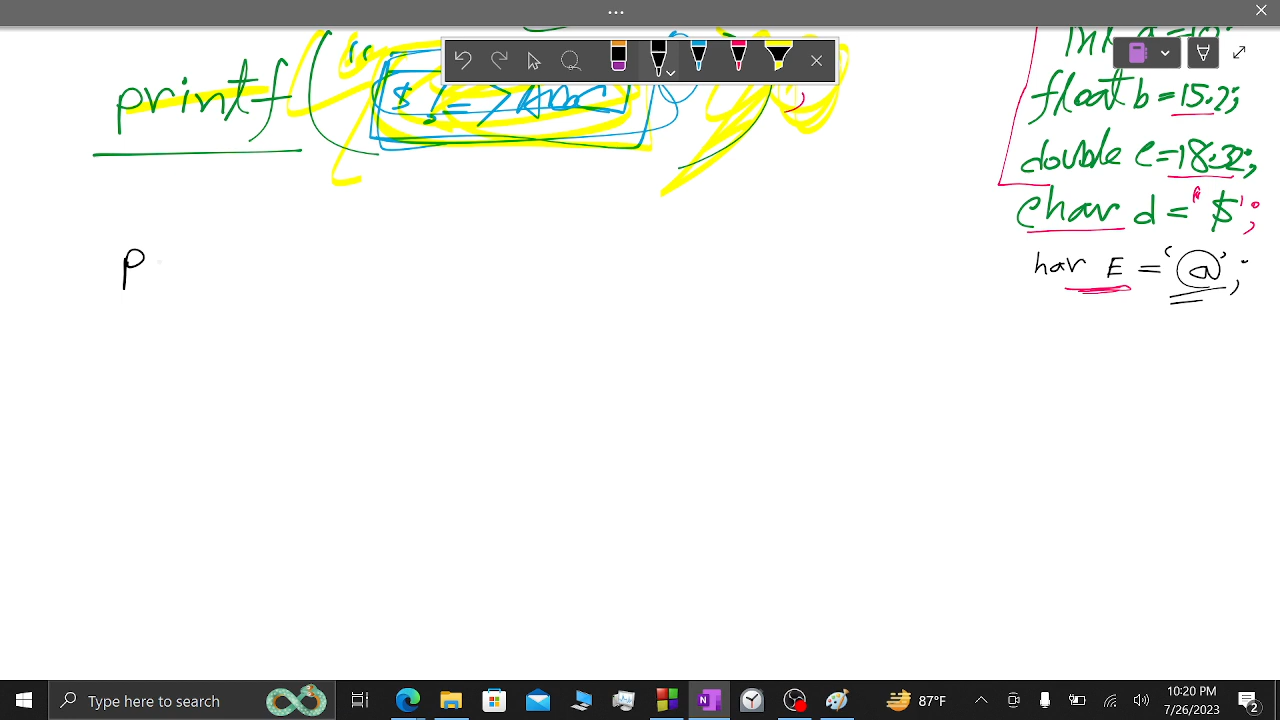 ...
printf(
float b = 15.2;
double c = 18.32;
char d = '$';
har E = '@';
P
Type here to search
87°F
10:20 PM
7/26/2023
2